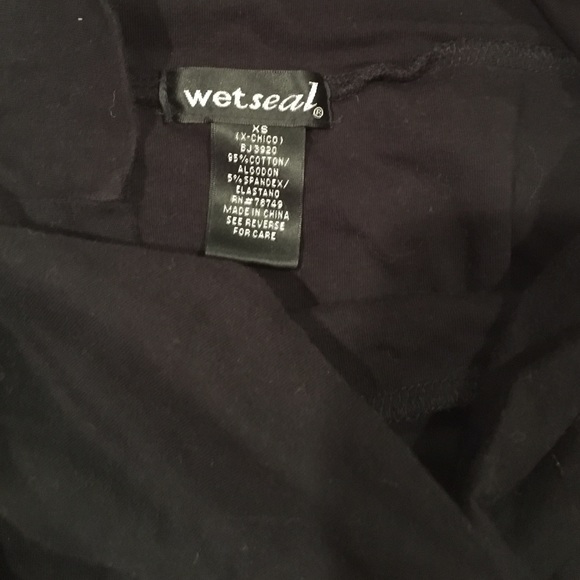 wetseal®
XS
(X-CHICO)
BJ3920
95%COTTON/
ALGODON
5%SPANDEX/
ELASTANO
RN#78749
MADE IN CHINA
SEE REVERSE
FOR CARE